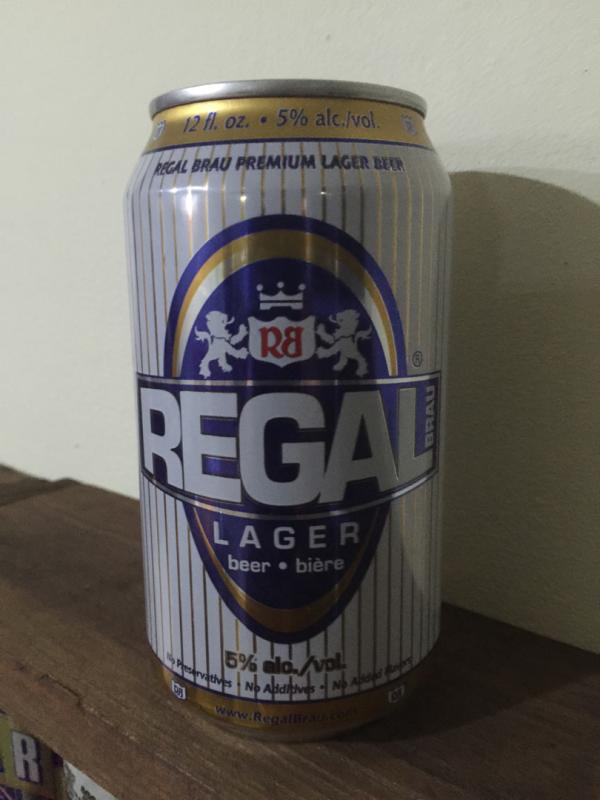 12 fl. oz. • 5% alc./vol.
REGAL BRAU PREMIUM LAGER BEER
RB
®
REGAL
BRAU
LAGER
beer • bière
5% alc./vol.
No Preservatives • No Additives • No Added Flavors
www.RegalBrau.com
R